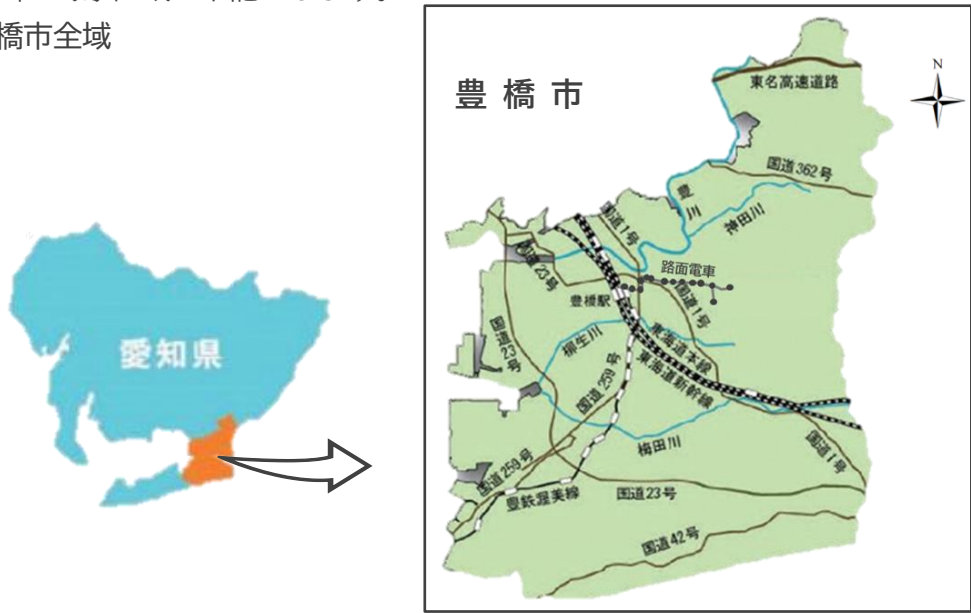 橋市全域
豊橋市
N
東名高速道路
国道362号
豊川
神田川
国道1号
国道23号
路面電車
豊橋駅
国道1号
愛知県
国道23号
柳生川
東海道本線
東海道新幹線
国道259号
梅田川
国道1号
国道259号
豊鉄渥美線
国道23号
国道42号